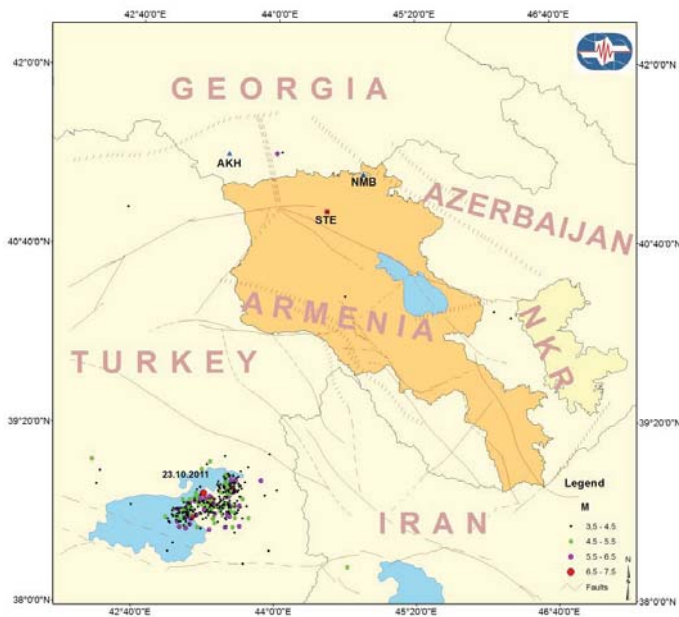 42°40'0"E 44°0'0"E 45°20'0"E 46°40'0"E
42°0'0"N 42°0'0"N
GEORGIA
AKH
NMB
AZERBAIJAN
STE
40°40'0"N 40°40'0"N
ARMENIA
NKR
TURKEY
39°20'0"N 39°20'0"N
23.10.2011
Legend
M
IRAN
3,5 - 4.5
4.5 - 5.5
5.5 - 6.5
6.5 - 7.5
Faults
N
38°0'0"N 38°0'0"N
42°40'0"E 44°0'0"E 45°20'0"E 46°40'0"E